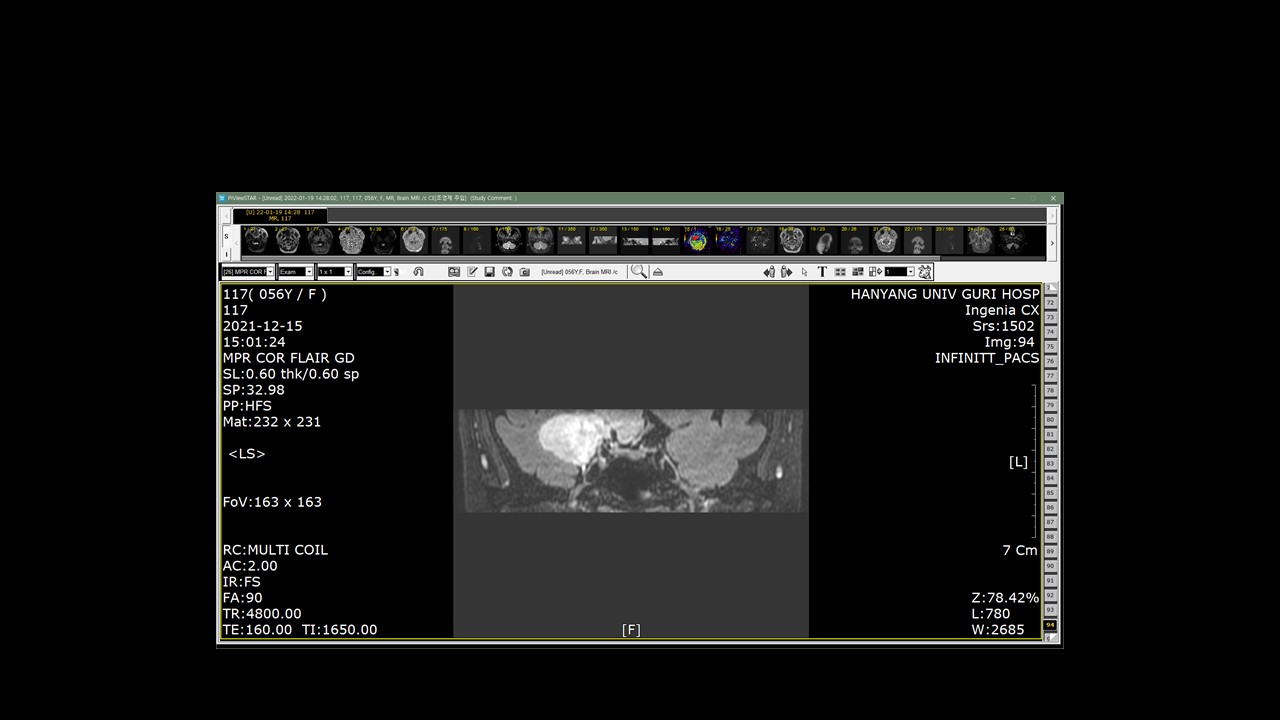 PiViewSTAR - [Unread] 2022-01-19 14:28:02, 117, 117, 056Y, F, MR, Brain MRI /c CE[조영제 주입] (Study Comment: )
[U] 22-01-19 14:28 117
MR, 117
S
[26] MPR COR F
Exam
1 x 1
Config.
[Unread] 056Y,F, Brain MRI /c
T
1
117( 056Y / F )
117
2021-12-15
15:01:24
MPR COR FLAIR GD
SL:0.60 thk/0.60 sp
SP:32.98
PP:HFS
Mat:232 x 231
<LS>
FoV:163 x 163
RC:MULTI COIL
AC:2.00
IR:FS
FA:90
TR:4800.00
TE:160.00 TI:1650.00
[F]
HANYANG UNIV GURI HOSP
Ingenia CX
Srs:1502
Img:94
INFINITT_PACS
[L]
7 Cm
Z:78.42%
L:780
W:2685
72
73
74
75
76
77
78
79
80
81
82
83
84
85
86
87
88
89
90
91
92
93
94